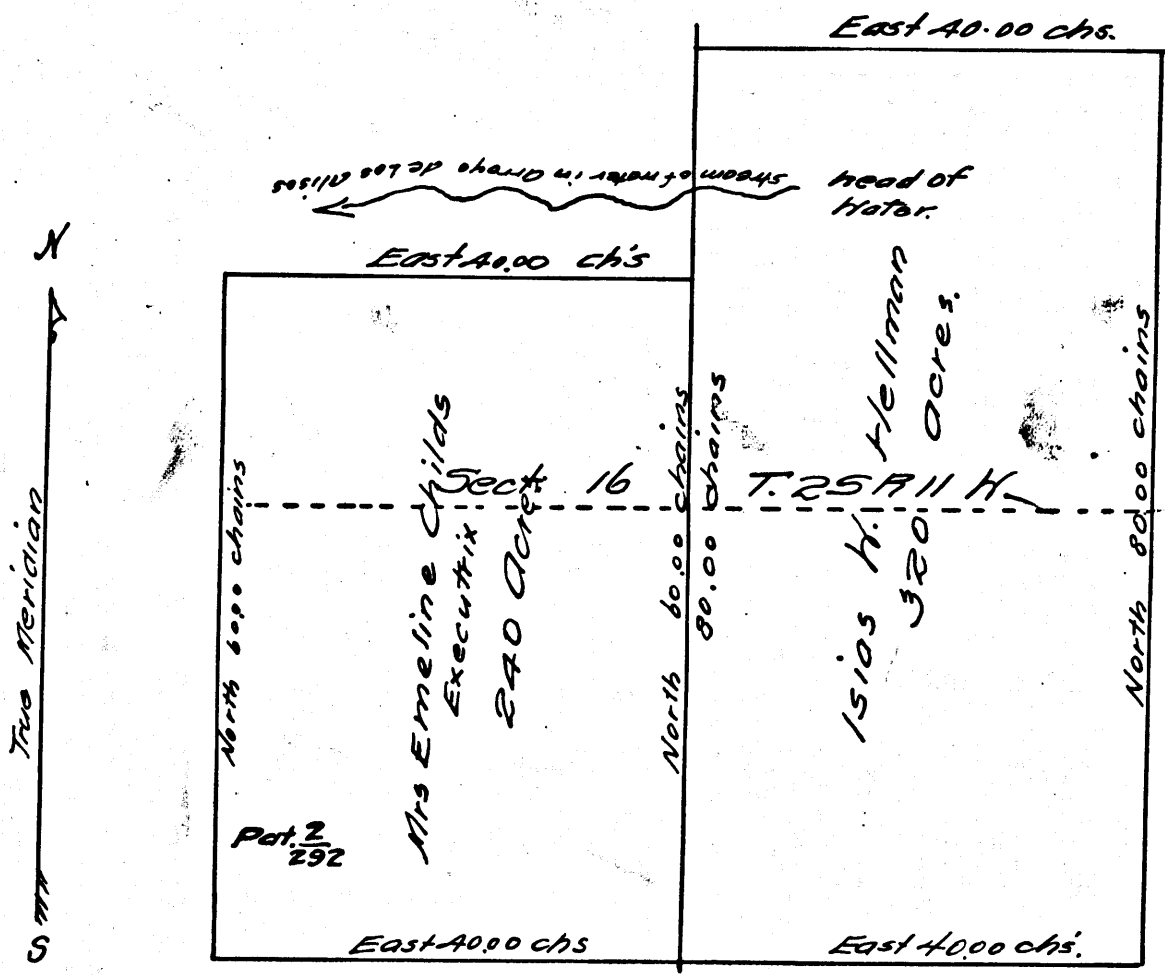 East 40.00 chs.
stream of water in arroyo de Los Alisos
head of
Water.
N
East 40.00 ch's
Mrs Emeline Childs
Executrix
240 Acres
Isias W. Hellman
320 acres.
Sect. 16 T. 2 S R 11 W.
True Meridian
North 60.00 chains
North 60.00 chains
80.00 chains
North 80.00 chains
Pat. 2/292
S
East 40.00 chs
East 40.00 chs.